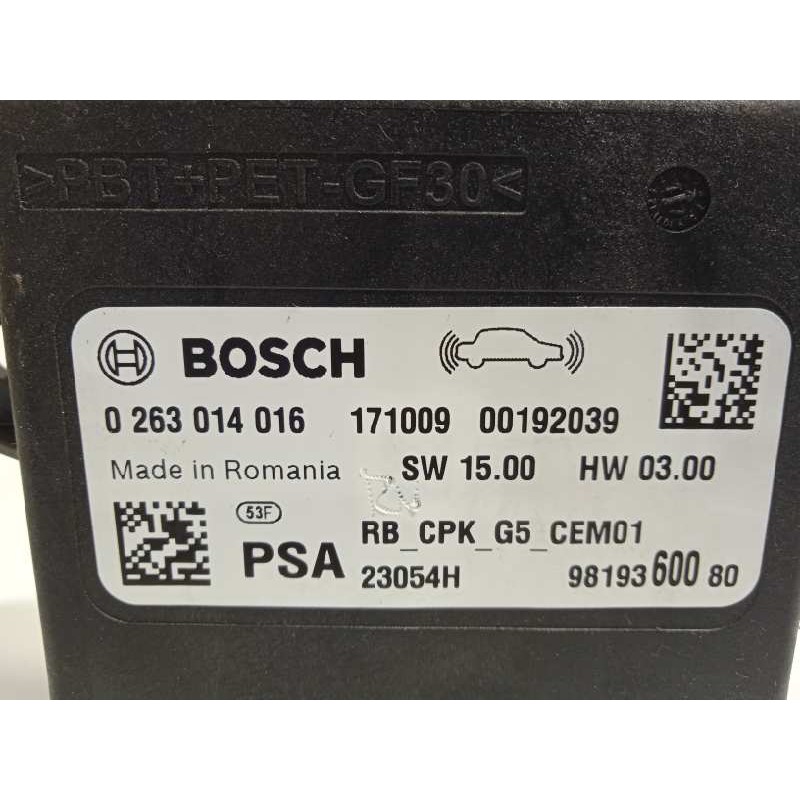 >PBT+PET-GF30<
BOSCH
0 263 014 016 171009 00192039
Made in Romania SW 15.00 HW 03.00
53F
PSA
RB_CPK_G5_CEM01
23054H 98193 600 80